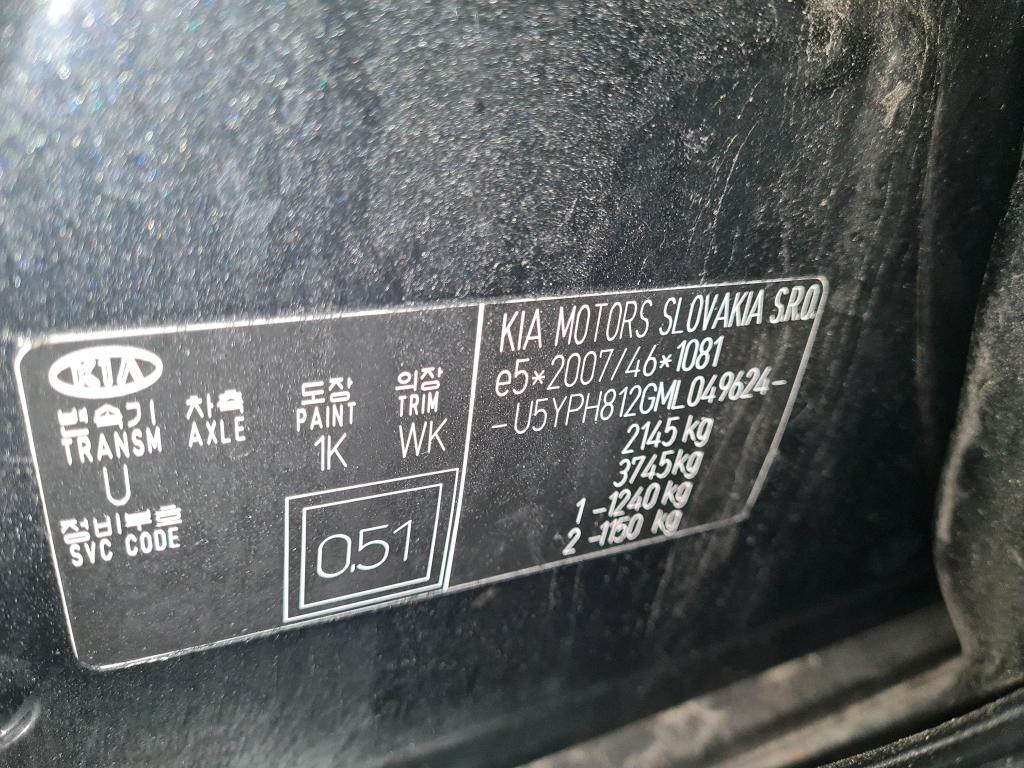 KIA
변속기 차축 도장 의장
TRANSM AXLE PAINT TRIM
U 1K WK
정비부호
SVC CODE
0.51
KIA MOTORS SLOVAKIA S.R.O.
e5*2007/46*1081
-U5YPH812GML049624-
2145 kg
3745 kg
1 -1240 kg
2 -1150 kg